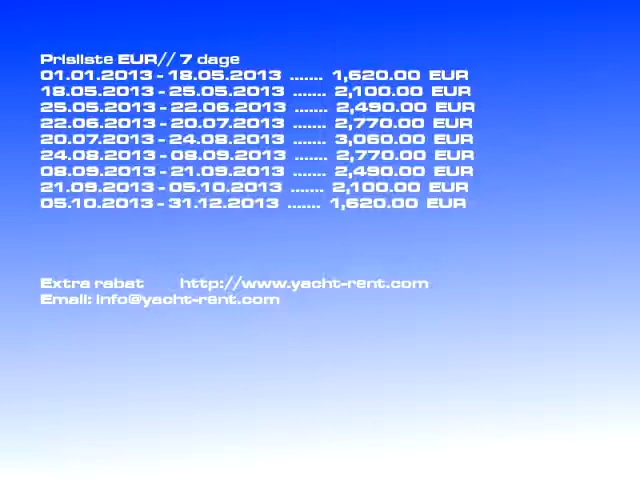 Prisliste EUR// 7 dage
01.01.2013 - 18.05.2013 ....... 1,620.00 EUR
18.05.2013 - 25.05.2013 ....... 2,100.00 EUR
25.05.2013 - 22.06.2013 ....... 2,490.00 EUR
22.06.2013 - 20.07.2013 ....... 2,770.00 EUR
20.07.2013 - 24.08.2013 ....... 3,060.00 EUR
24.08.2013 - 08.09.2013 ....... 2,770.00 EUR
08.09.2013 - 21.09.2013 ....... 2,490.00 EUR
21.09.2013 - 05.10.2013 ....... 2,100.00 EUR
05.10.2013 - 31.12.2013 ....... 1,620.00 EUR
Extra rabat http://www.yacht-rent.com
Email: info@yacht-rent.com